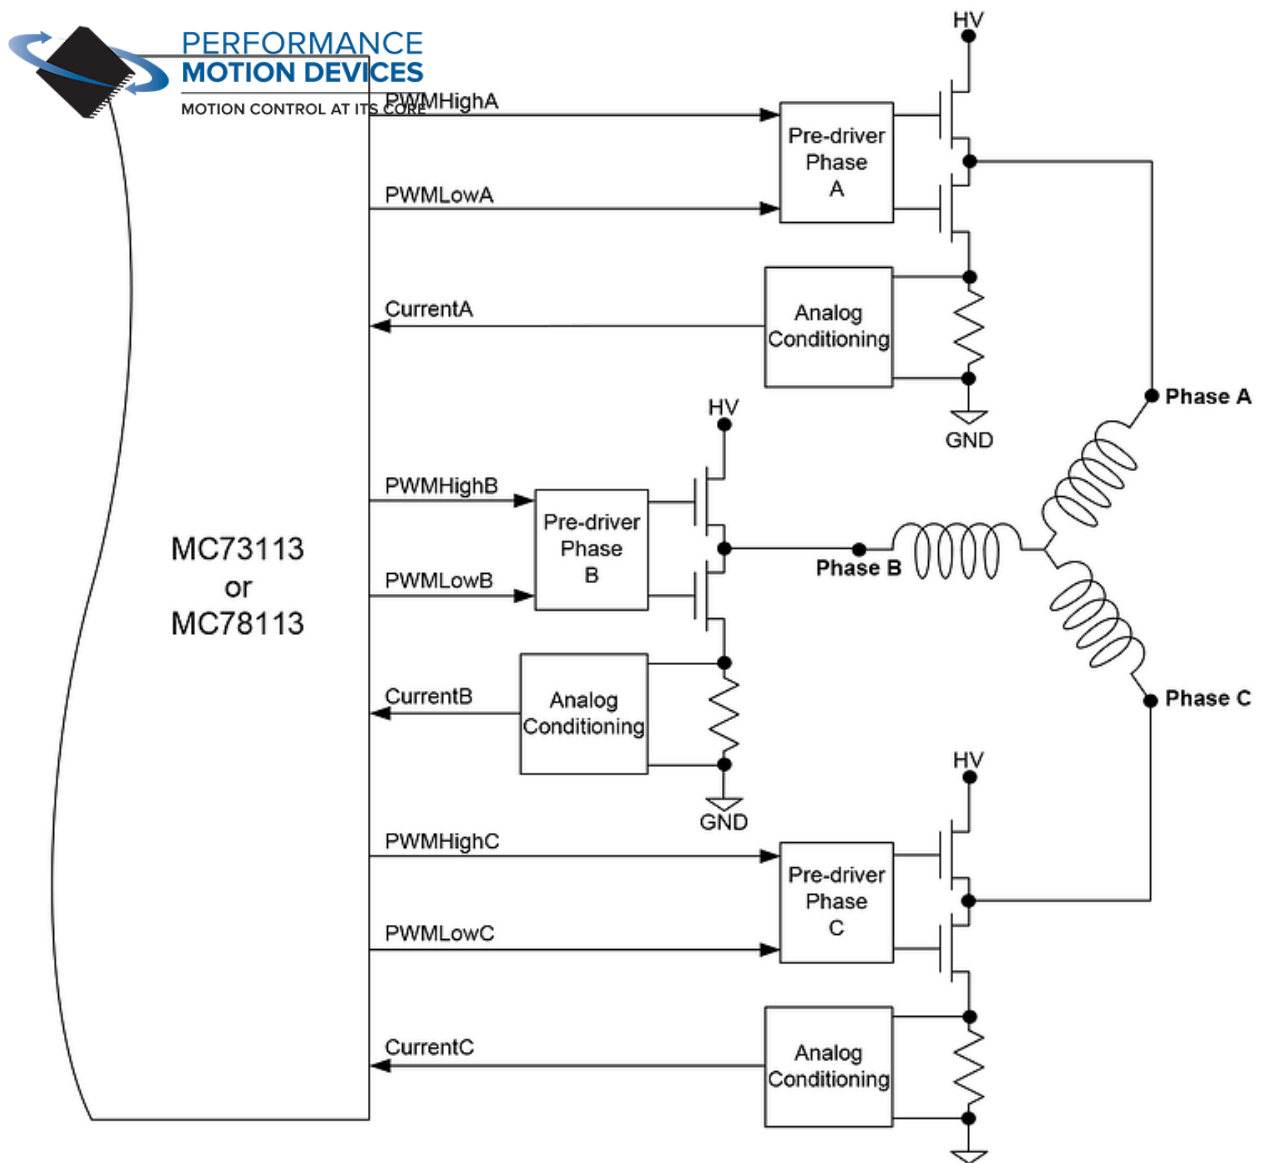 PERFORMANCE
MOTION DEVICES
MOTION CONTROL AT ITS CORE
HV
PWMHighA
Pre-driver
Phase
A
PWMLowA
CurrentA
Analog
Conditioning
GND
Phase A
HV
PWMHighB
Pre-driver
Phase
B
PWMLowB
Phase B
MC73113
or
MC78113
CurrentB
Analog
Conditioning
GND
Phase C
HV
PWMHighC
Pre-driver
Phase
C
PWMLowC
CurrentC
Analog
Conditioning